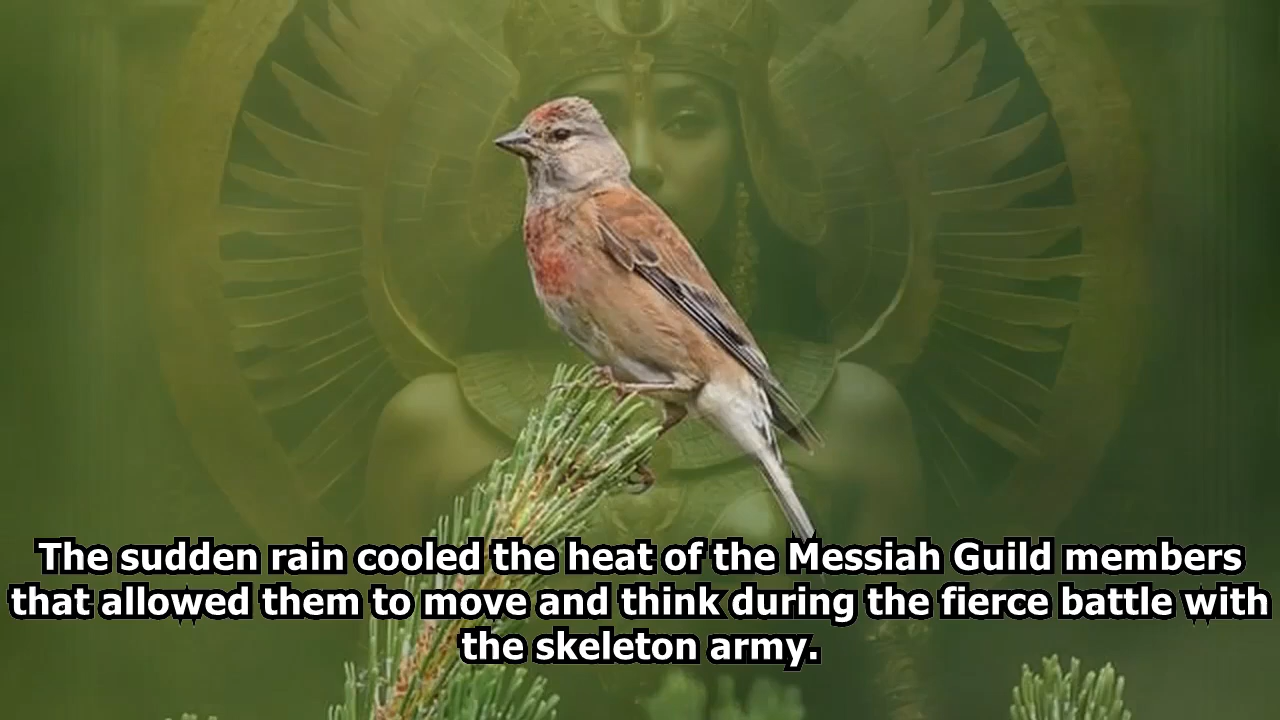 The sudden rain cooled the heat of the Messiah Guild members
that allowed them to move and think during the fierce battle with
the skeleton army.